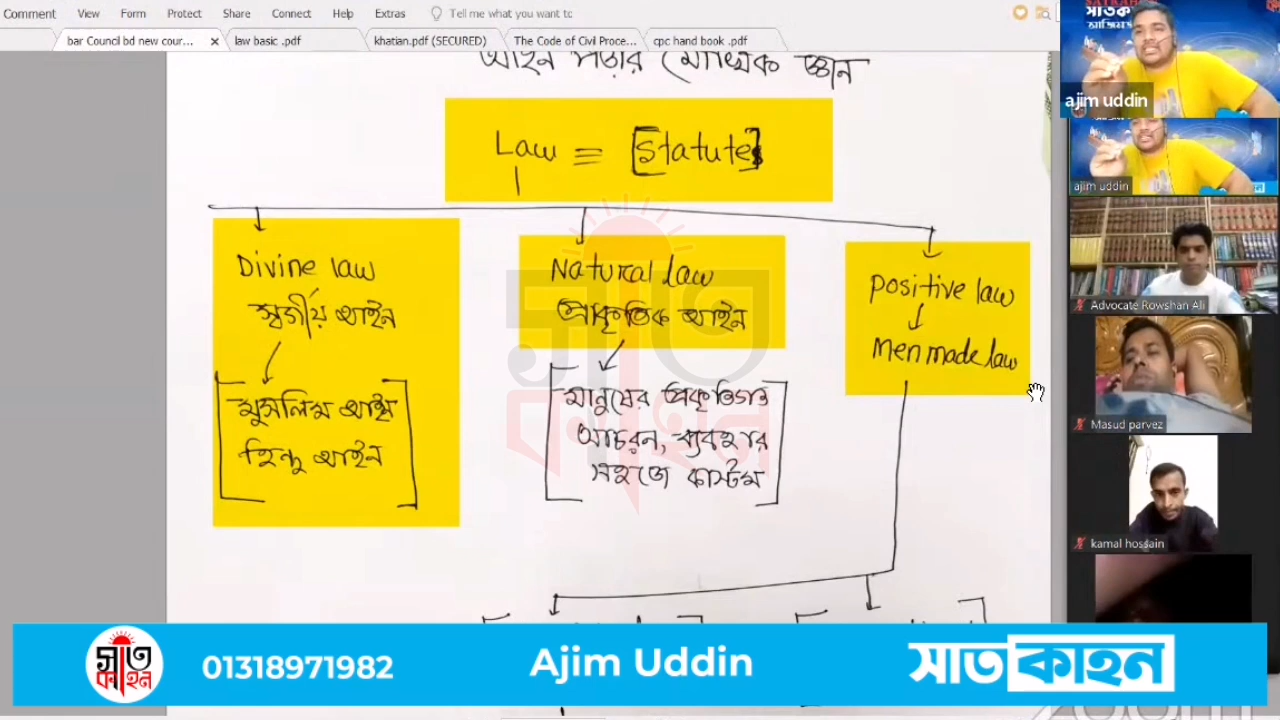 Comment View Form Protect Share Connect Help Extras Tell me what you want to
bar Council bd new cour... × law basic .pdf khatian.pdf (SECURED) The Code of Civil Proce... cpc hand book .pdf
আইন পড়ার মৌলিক জ্ঞান
Law = [Statute]
Divine law
স্বর্গীয় আইন
মুসলিম আইন
হিন্দু আইন
Natural Law
প্রাকৃতিক আইন
মানুষের প্রকৃতিগত
আচরন, ব্যবহার
সহজে কাস্টম
Positive law
Men made law
ajim uddin
ajim uddin
Advocate Rowshan Ali
Masud parvez
kamal hossain
সাত কাহন
01318971982
Ajim Uddin
সাত কাহন
zoom